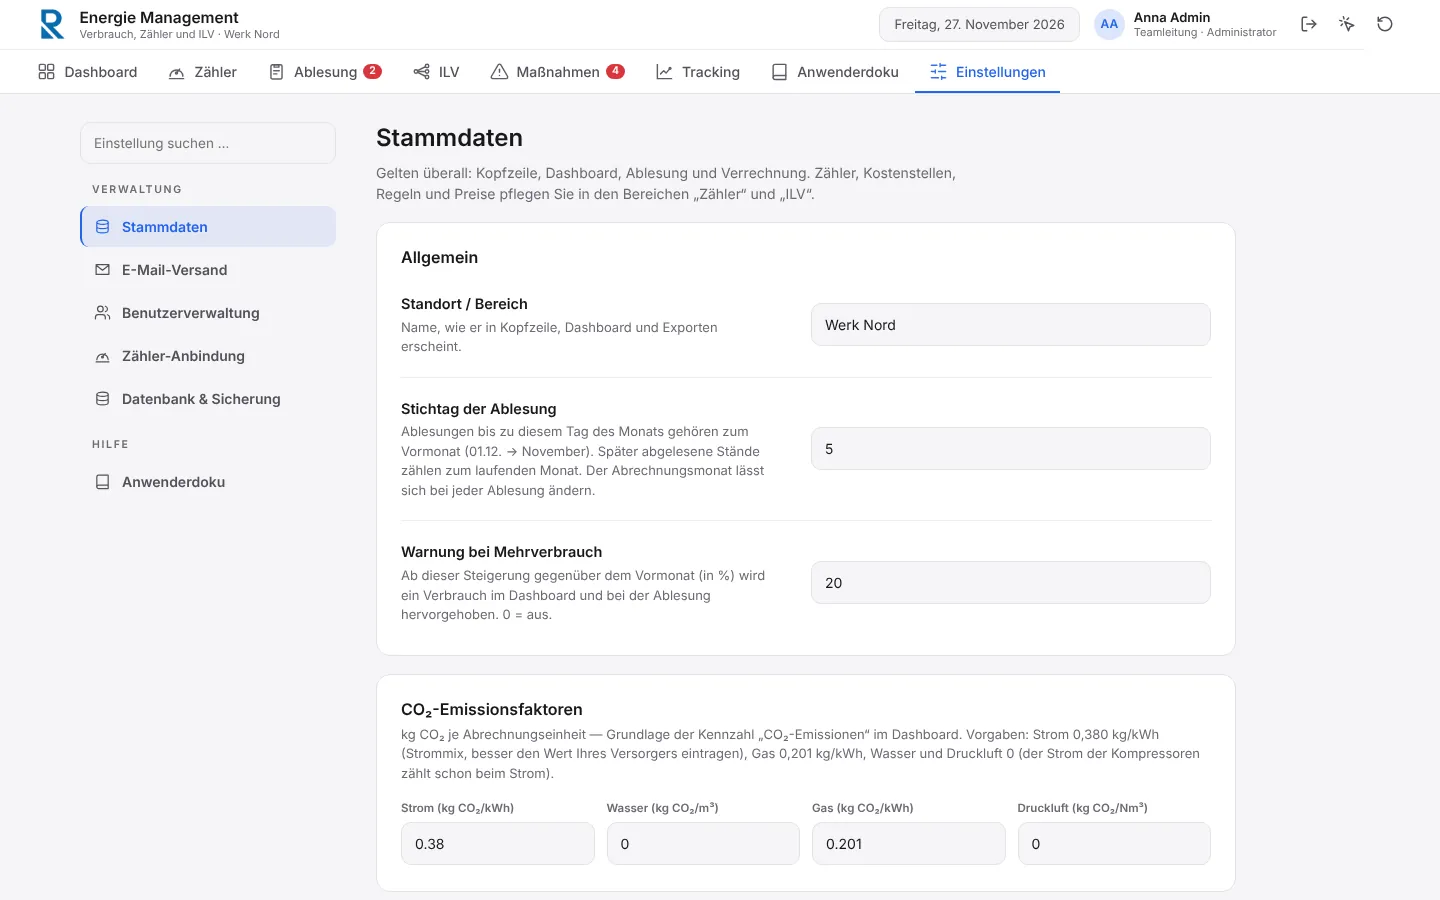 Energie Management
Verbrauch, Zähler und ILV · Werk Nord
Freitag, 27. November 2026
AA
Anna Admin
Teamleitung · Administrator
Dashboard
Zähler
Ablesung 2
ILV
Maßnahmen 4
Tracking
Anwenderdoku
Einstellungen
Einstellung suchen ...
VERWALTUNG
Stammdaten
E-Mail-Versand
Benutzerverwaltung
Zähler-Anbindung
Datenbank & Sicherung
HILFE
Anwenderdoku
Stammdaten
Gelten überall: Kopfzeile, Dashboard, Ablesung und Verrechnung. Zähler, Kostenstellen,
Regeln und Preise pflegen Sie in den Bereichen „Zähler“ und „ILV“.
Allgemein
Standort / Bereich
Name, wie er in Kopfzeile, Dashboard und Exporten
erscheint.
Werk Nord
Stichtag der Ablesung
Ablesungen bis zu diesem Tag des Monats gehören zum
Vormonat (01.12. → November). Später abgelesene Stände
zählen zum laufenden Monat. Der Abrechnungsmonat lässt
sich bei jeder Ablesung ändern.
5
Warnung bei Mehrverbrauch
Ab dieser Steigerung gegenüber dem Vormonat (in %) wird
ein Verbrauch im Dashboard und bei der Ablesung
hervorgehoben. 0 = aus.
20
CO₂-Emissionsfaktoren
kg CO₂ je Abrechnungseinheit — Grundlage der Kennzahl „CO₂-Emissionen“ im Dashboard. Vorgaben: Strom 0,380 kg/kWh
(Strommix, besser den Wert Ihres Versorgers eintragen), Gas 0,201 kg/kWh, Wasser und Druckluft 0 (der Strom der Kompressoren
zählt schon beim Strom).
Strom (kg CO₂/kWh)
Wasser (kg CO₂/m³)
Gas (kg CO₂/kWh)
Druckluft (kg CO₂/Nm³)
0.38
0
0.201
0